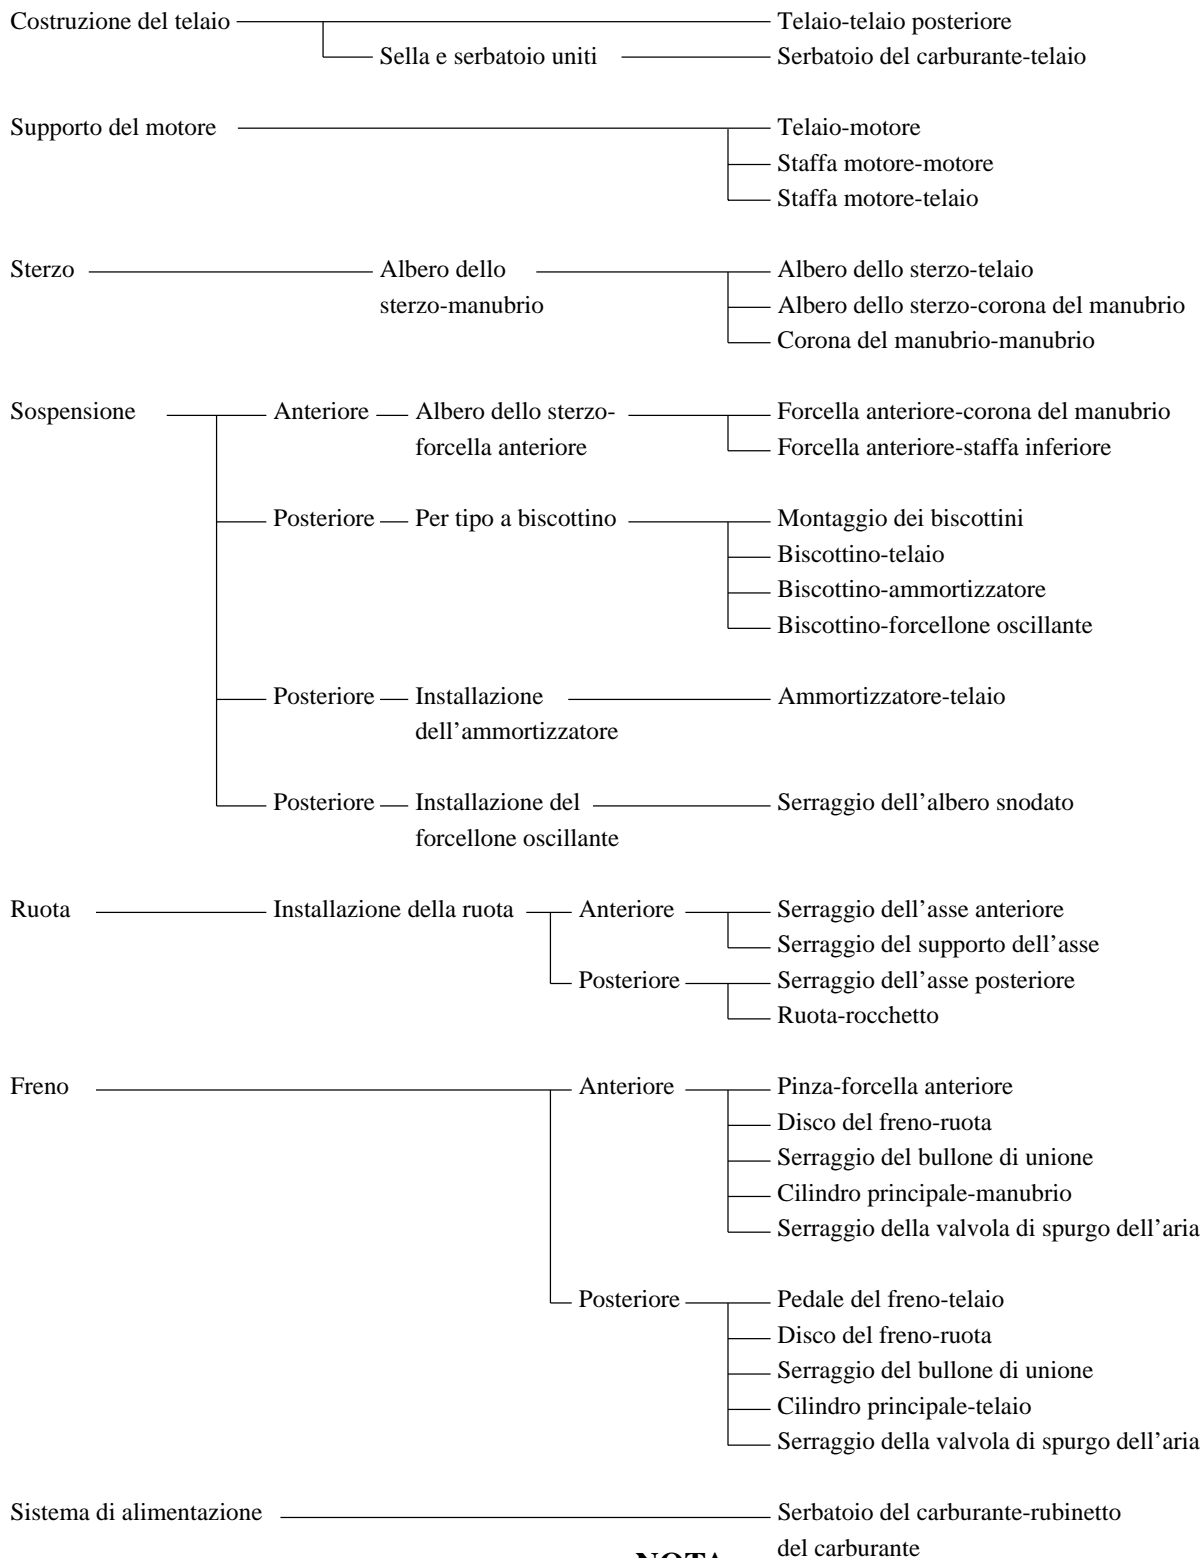 Costruzione del telaio Telaio-telaio posteriore
Sella e serbatoio uniti Serbatoio del carburante-telaio
Supporto del motore Telaio-motore
Staffa motore-motore
Staffa motore-telaio
Sterzo Albero dello Albero dello sterzo-telaio
sterzo-manubrio Albero dello sterzo-corona del manubrio
Corona del manubrio-manubrio
Sospensione Anteriore Albero dello sterzo- Forcella anteriore-corona del manubrio
forcella anteriore Forcella anteriore-staffa inferiore
Posteriore Per tipo a biscottino Montaggio dei biscottini
Biscottino-telaio
Biscottino-ammortizzatore
Biscottino-forcellone oscillante
Posteriore Installazione Ammortizzatore-telaio
dell’ammortizzatore
Posteriore Installazione del Serraggio dell’albero snodato
forcellone oscillante
Ruota Installazione della ruota Anteriore Serraggio dell’asse anteriore
Serraggio del supporto dell’asse
Posteriore Serraggio dell’asse posteriore
Ruota-rocchetto
Freno Anteriore Pinza-forcella anteriore
Disco del freno-ruota
Serraggio del bullone di unione
Cilindro principale-manubrio
Serraggio della valvola di spurgo dell’aria
Posteriore Pedale del freno-telaio
Disco del freno-ruota
Serraggio del bullone di unione
Cilindro principale-telaio
Serraggio della valvola di spurgo dell’aria
Sistema di alimentazione Serbatoio del carburante-rubinetto
del carburante